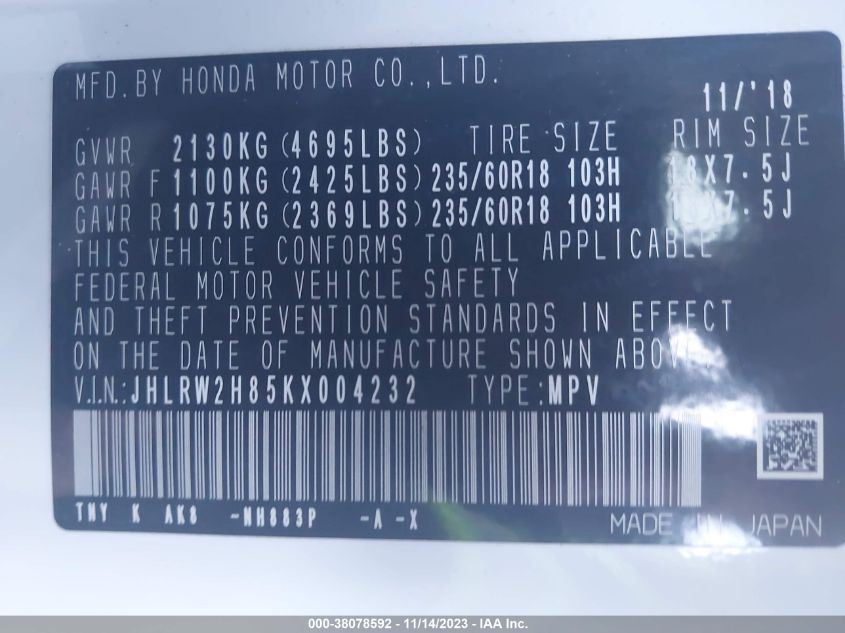 MFD.BY HONDA MOTOR CO.,LTD.
11/'18
GVWR 2130KG (4695LBS) TIRE SIZE RIM SIZE
GAWR F 1100KG (2425LBS) 235/60R18 103H 18X7.5J
GAWR R 1075KG (2369LBS) 235/60R18 103H
THIS VEHICLE CONFORMS TO ALL APPLICABLE
FEDERAL MOTOR VEHICLE SAFETY
AND THEFT PREVENTION STANDARDS IN EFFECT
ON THE DATE OF MANUFACTURE SHOWN ABOVE.
V.I.N.:JHLRW2H85KX004232 TYPE:MPV
TNY K AK8 -NH883P -A -X
MADE IN JAPAN
000-38078592 - 11/14/2023 - IAA Inc.